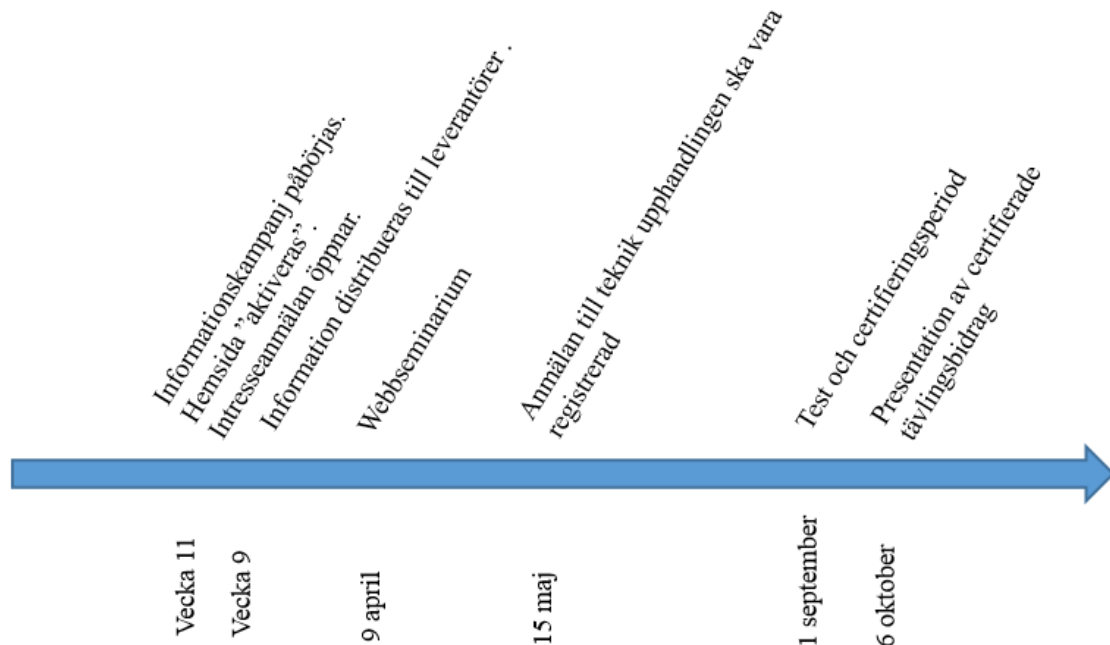 Informationskampanj påbörjas.
Hemsida ” aktiveras” .
Intresseanmälan öppnar.
Information distribueras till leverantörer .
Webbseminarium
Anmälan till teknik upphandlingen ska vara
registrerad
Test och certifieringsperiod
Presentation av certifierade
tävlingsbidrag
Vecka 11
Vecka 9
9 april
15 maj
1 september
6 oktober